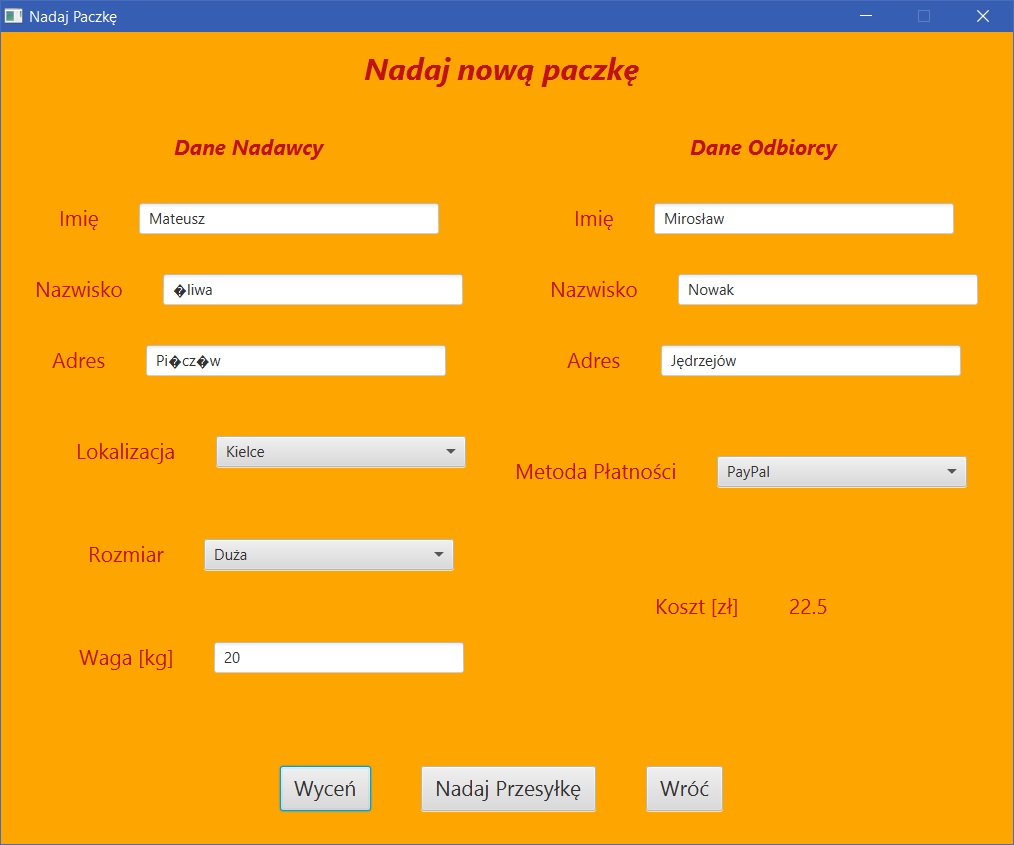 Nadaj Paczkę
Nadaj nową paczkę
Dane Nadawcy
Imię Mateusz
Nazwisko �liwa
Adres Pi�cz�w
Lokalizacja Kielce
Rozmiar Duża
Waga [kg] 20
Dane Odbiorcy
Imię Mirosław
Nazwisko Nowak
Adres Jędrzejów
Metoda Płatności PayPal
Koszt [zł] 22.5
Wyceń Nadaj Przesyłkę Wróć